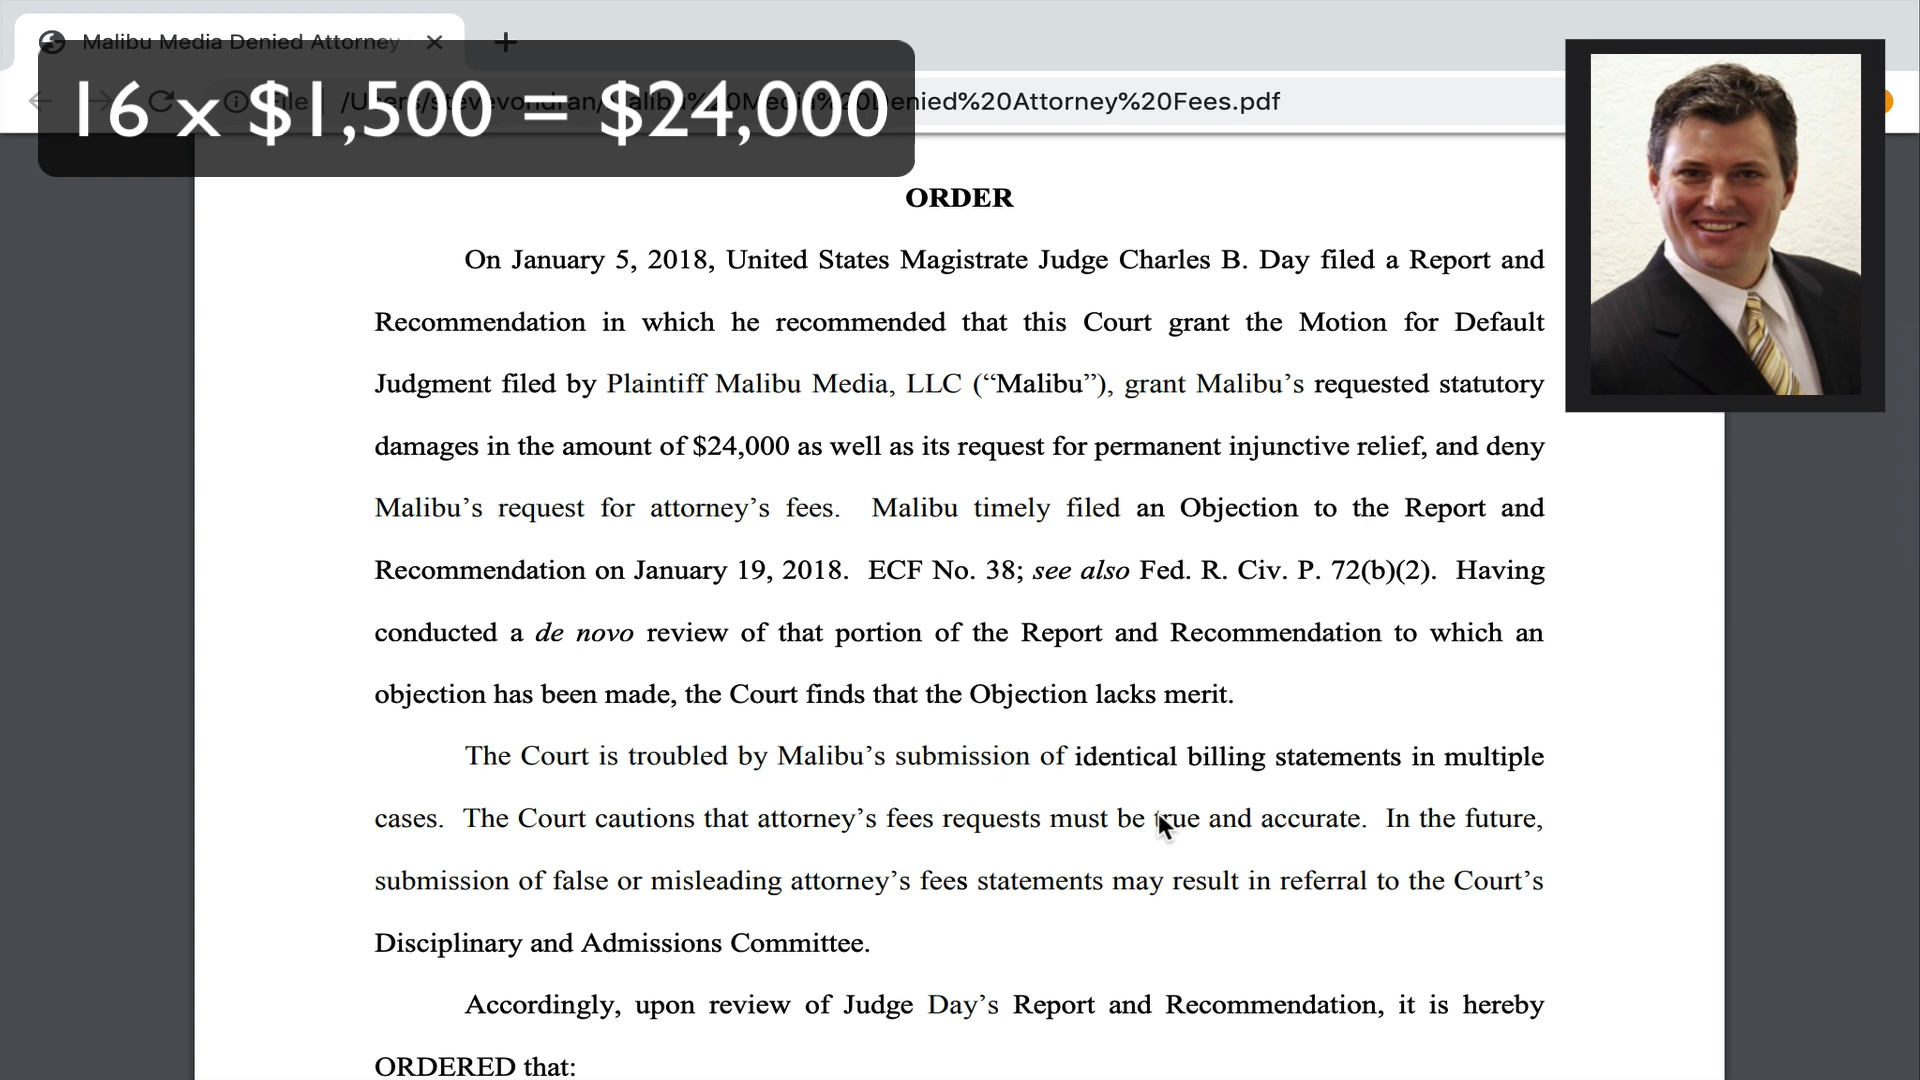 Malibu Media Denied Attorney
16 x $1,500 = $24,000
File /Users/stevevondran/Malibu%20Media%20Denied%20Attorney%20Fees.pdf
ORDER
On January 5, 2018, United States Magistrate Judge Charles B. Day filed a Report and
Recommendation in which he recommended that this Court grant the Motion for Default
Judgment filed by Plaintiff Malibu Media, LLC (“Malibu”), grant Malibu’s requested statutory
damages in the amount of $24,000 as well as its request for permanent injunctive relief, and deny
Malibu’s request for attorney’s fees. Malibu timely filed an Objection to the Report and
Recommendation on January 19, 2018. ECF No. 38; see also Fed. R. Civ. P. 72(b)(2). Having
conducted a de novo review of that portion of the Report and Recommendation to which an
objection has been made, the Court finds that the Objection lacks merit.
The Court is troubled by Malibu’s submission of identical billing statements in multiple
cases. The Court cautions that attorney’s fees requests must be true and accurate. In the future,
submission of false or misleading attorney’s fees statements may result in referral to the Court’s
Disciplinary and Admissions Committee.
Accordingly, upon review of Judge Day’s Report and Recommendation, it is hereby
ORDERED that: